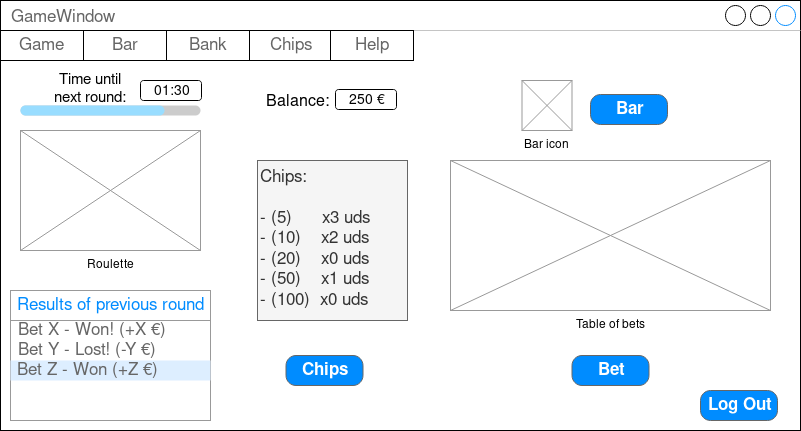 GameWindow
Game
Bar
Bank
Chips
Help
Time until
next round:
01:30
Balance:
250 €
Bar
Bar icon
Roulette
Chips:
- (5) x3 uds
- (10) x2 uds
- (20) x0 uds
- (50) x1 uds
- (100) x0 uds
Table of bets
Results of previous round
Bet X - Won! (+X €)
Bet Y - Lost! (-Y €)
Bet Z - Won (+Z €)
Chips
Bet
Log Out